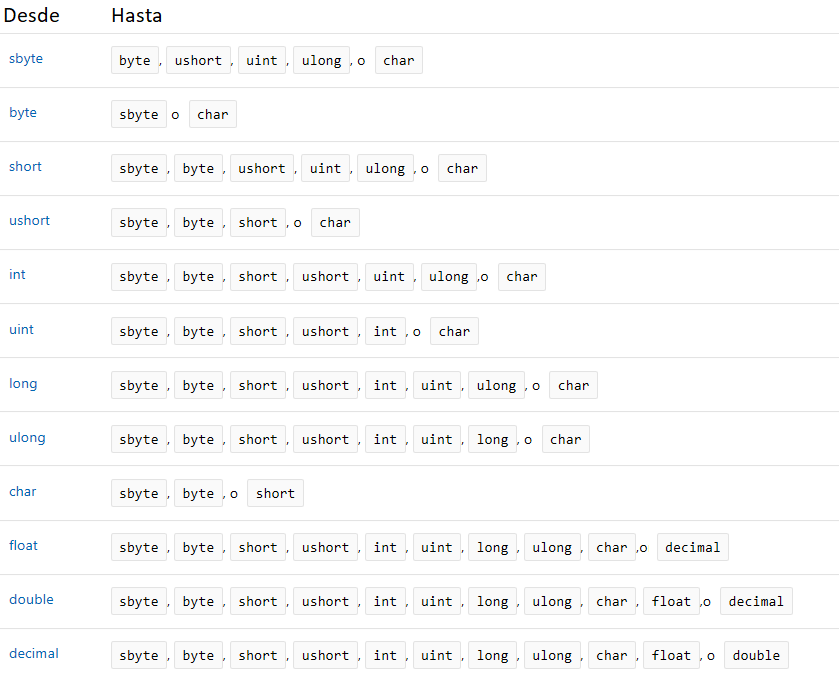 Desde Hasta
sbyte byte , ushort , uint , ulong , o char
byte sbyte o char
short sbyte , byte , ushort , uint , ulong , o char
ushort sbyte , byte , short , o char
int sbyte , byte , short , ushort , uint , ulong ,o char
uint sbyte , byte , short , ushort , int , o char
long sbyte , byte , short , ushort , int , uint , ulong , o char
ulong sbyte , byte , short , ushort , int , uint , long , o char
char sbyte , byte , o short
float sbyte , byte , short , ushort , int , uint , long , ulong , char ,o decimal
double sbyte , byte , short , ushort , int , uint , long , ulong , char , float ,o decimal
decimal sbyte , byte , short , ushort , int , uint , long , ulong , char , float , o double